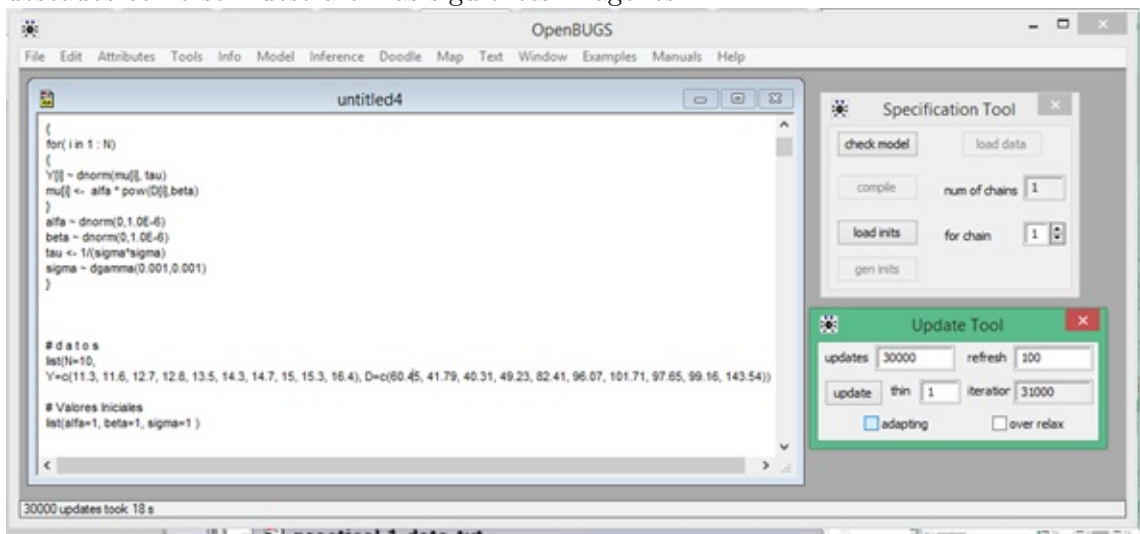 OpenBUGS
File Edit Attributes Tools Info Model Inference Doodle Map Text Window Examples Manuals Help
untitled4
{
for( i in 1 : N)
{
Y[i] ~ dnorm(mu[i], tau)
mu[i] <- alfa * pow(D[i],beta)
}
alfa ~ dnorm(0,1.0E-6)
beta ~ dnorm(0,1.0E-6)
tau <- 1/(sigma*sigma)
sigma ~ dgamma(0.001,0.001)
}
# d a t o s
list(N=10,
Y=c(11.3, 11.6, 12.7, 12.8, 13.5, 14.3, 14.7, 15, 15.3, 16.4), D=c(60.45, 41.79, 40.31, 49.23, 82.41, 96.07, 101.71, 97.65, 99.16, 143.54))
# Valores Iniciales
list(alfa=1, beta=1, sigma=1 )
Specification Tool
check model load data
compile num of chains 1
load inits for chain 1
gen inits
Update Tool
updates 30000 refresh 100
update thin 1 iteration 31000
adapting over relax
30000 updates took 18 s